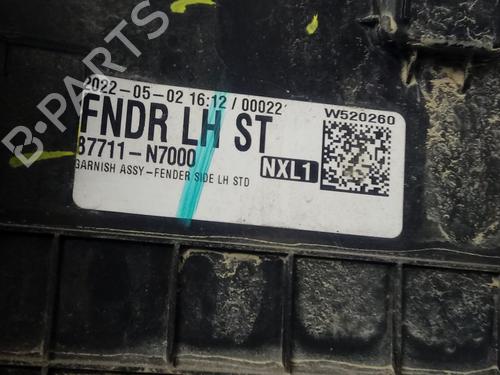 B-PARTS
2022-05-02 16:12 / 00022
W520260
FNDR LH ST
87711-N7000
NXL1
GARNISH ASSY-FENDER SIDE LH STD